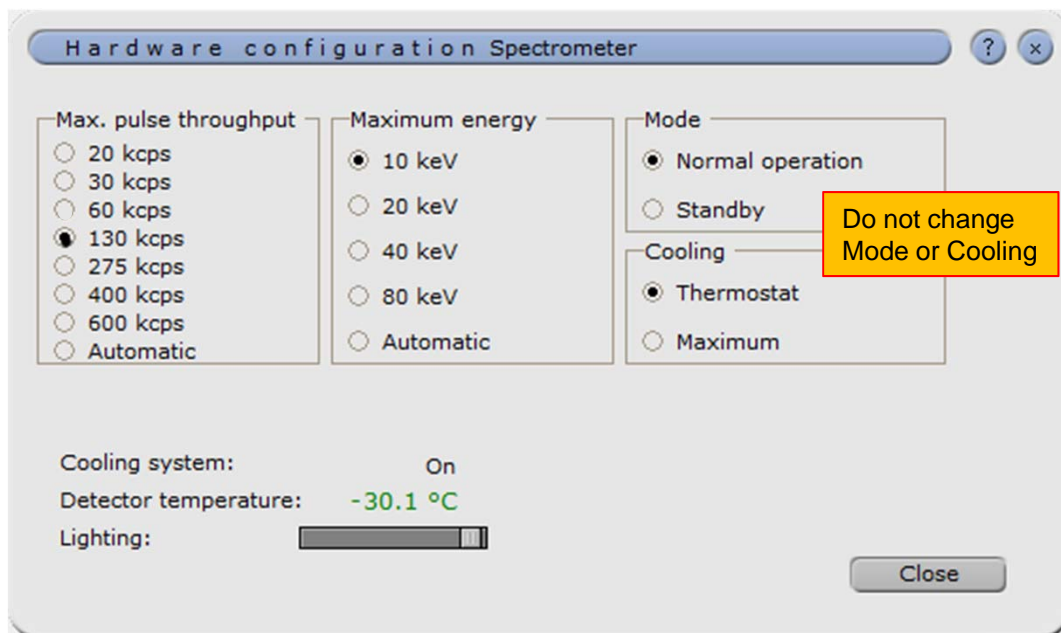 Hardware configuration Spectrometer
?
×
Max. pulse throughput
20 kcps
30 kcps
60 kcps
130 kcps
275 kcps
400 kcps
600 kcps
Automatic
Maximum energy
10 keV
20 keV
40 keV
80 keV
Automatic
Mode
Normal operation
Standby
Do not change
Mode or Cooling
Cooling
Thermostat
Maximum
Cooling system: On
Detector temperature: -30.1 °C
Lighting:
Close